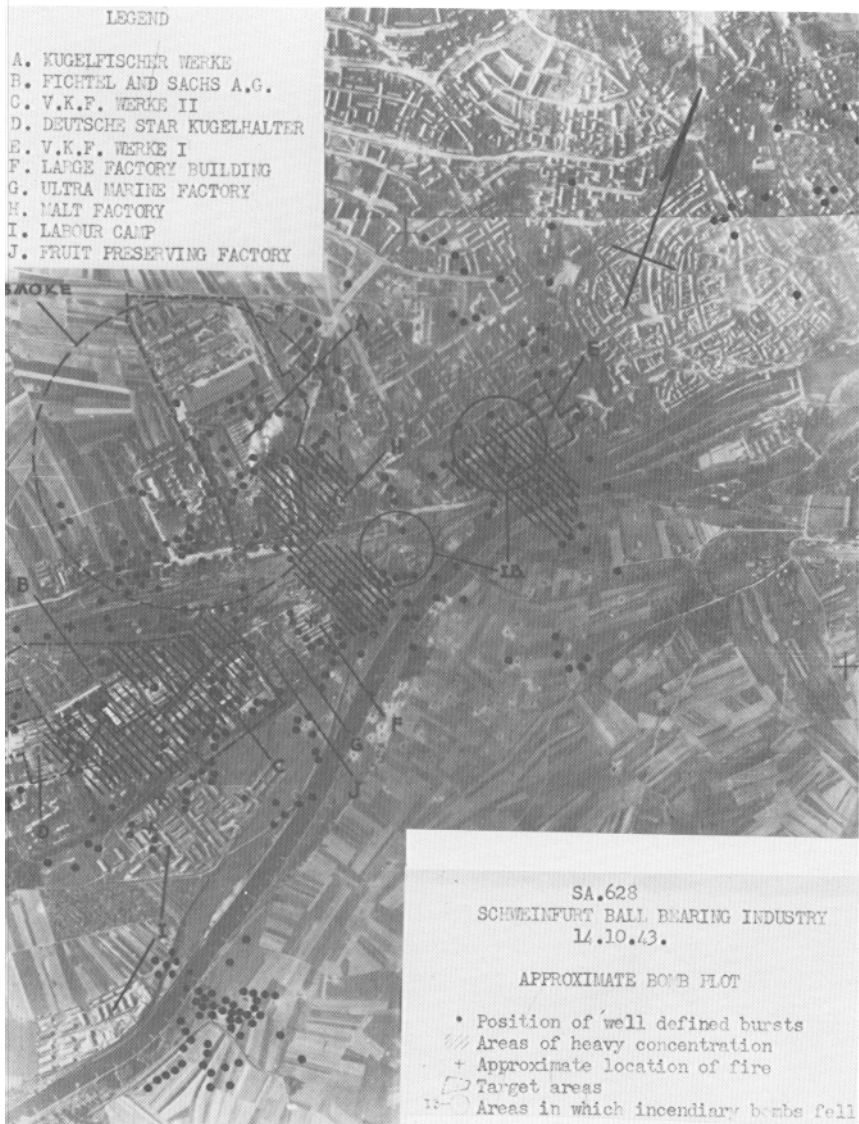 LEGEND
A. KUGELFISCHER WERKE
B. FICHTEL AND SACHS A.G.
C. V.K.F. WERKE II
D. DEUTSCHE STAR KUGELHALTER
E. V.K.F. WERKE I
F. LARGE FACTORY BUILDING
G. ULTRA MARINE FACTORY
H. MALT FACTORY
I. LABOUR CAMP
J. FRUIT PRESERVING FACTORY
SMOKE
A
E
H
IB
B
F
G
C
J
D
I
SA.628
SCHWEINFURT BALL BEARING INDUSTRY
14.10.43.
APPROXIMATE BOMB PLOT
• Position of well defined bursts
Areas of heavy concentration
+ Approximate location of fire
Target areas
Areas in which incendiary bombs fell